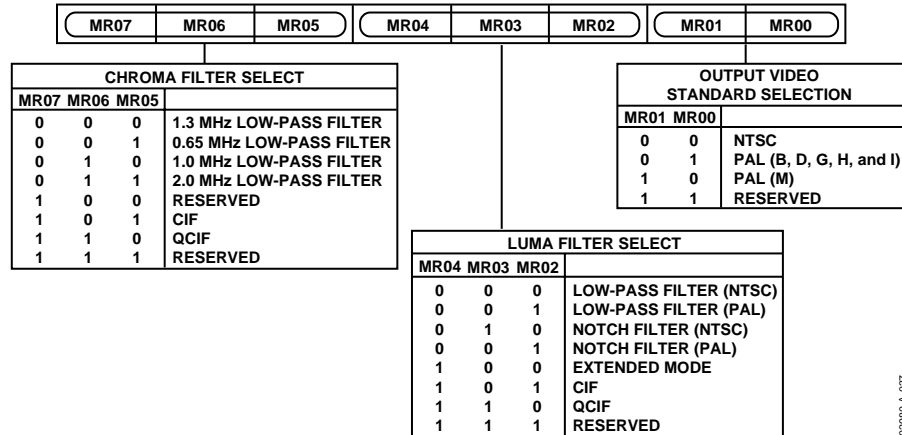 MR07 MR06 MR05 MR04 MR03 MR02 MR01 MR00
CHROMA FILTER SELECT
MR07 MR06 MR05
0 0 0 1.3 MHz LOW-PASS FILTER
0 0 1 0.65 MHz LOW-PASS FILTER
0 1 0 1.0 MHz LOW-PASS FILTER
0 1 1 2.0 MHz LOW-PASS FILTER
1 0 0 RESERVED
1 0 1 CIF
1 1 0 QCIF
1 1 1 RESERVED
OUTPUT VIDEO
STANDARD SELECTION
MR01 MR00
0 0 NTSC
0 1 PAL (B, D, G, H, and I)
1 0 PAL (M)
1 1 RESERVED
LUMA FILTER SELECT
MR04 MR03 MR02
0 0 0 LOW-PASS FILTER (NTSC)
0 0 1 LOW-PASS FILTER (PAL)
0 1 0 NOTCH FILTER (NTSC)
0 0 1 NOTCH FILTER (PAL)
1 0 0 EXTENDED MODE
1 0 1 CIF
1 1 0 QCIF
1 1 1 RESERVED